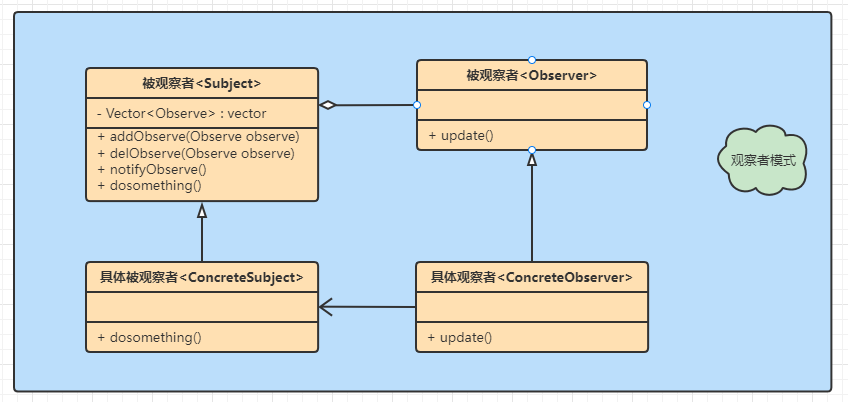 被观察者<Subject>
- Vector<Observe> : vector
+ addObserve(Observe observe)
+ delObserve(Observe observe)
+ notifyObserve()
+ dosomething()
被观察者<Observer>
+ update()
观察者模式
具体被观察者<ConcreteSubject>
+ dosomething()
具体观察者<ConcreteObserver>
+ update()